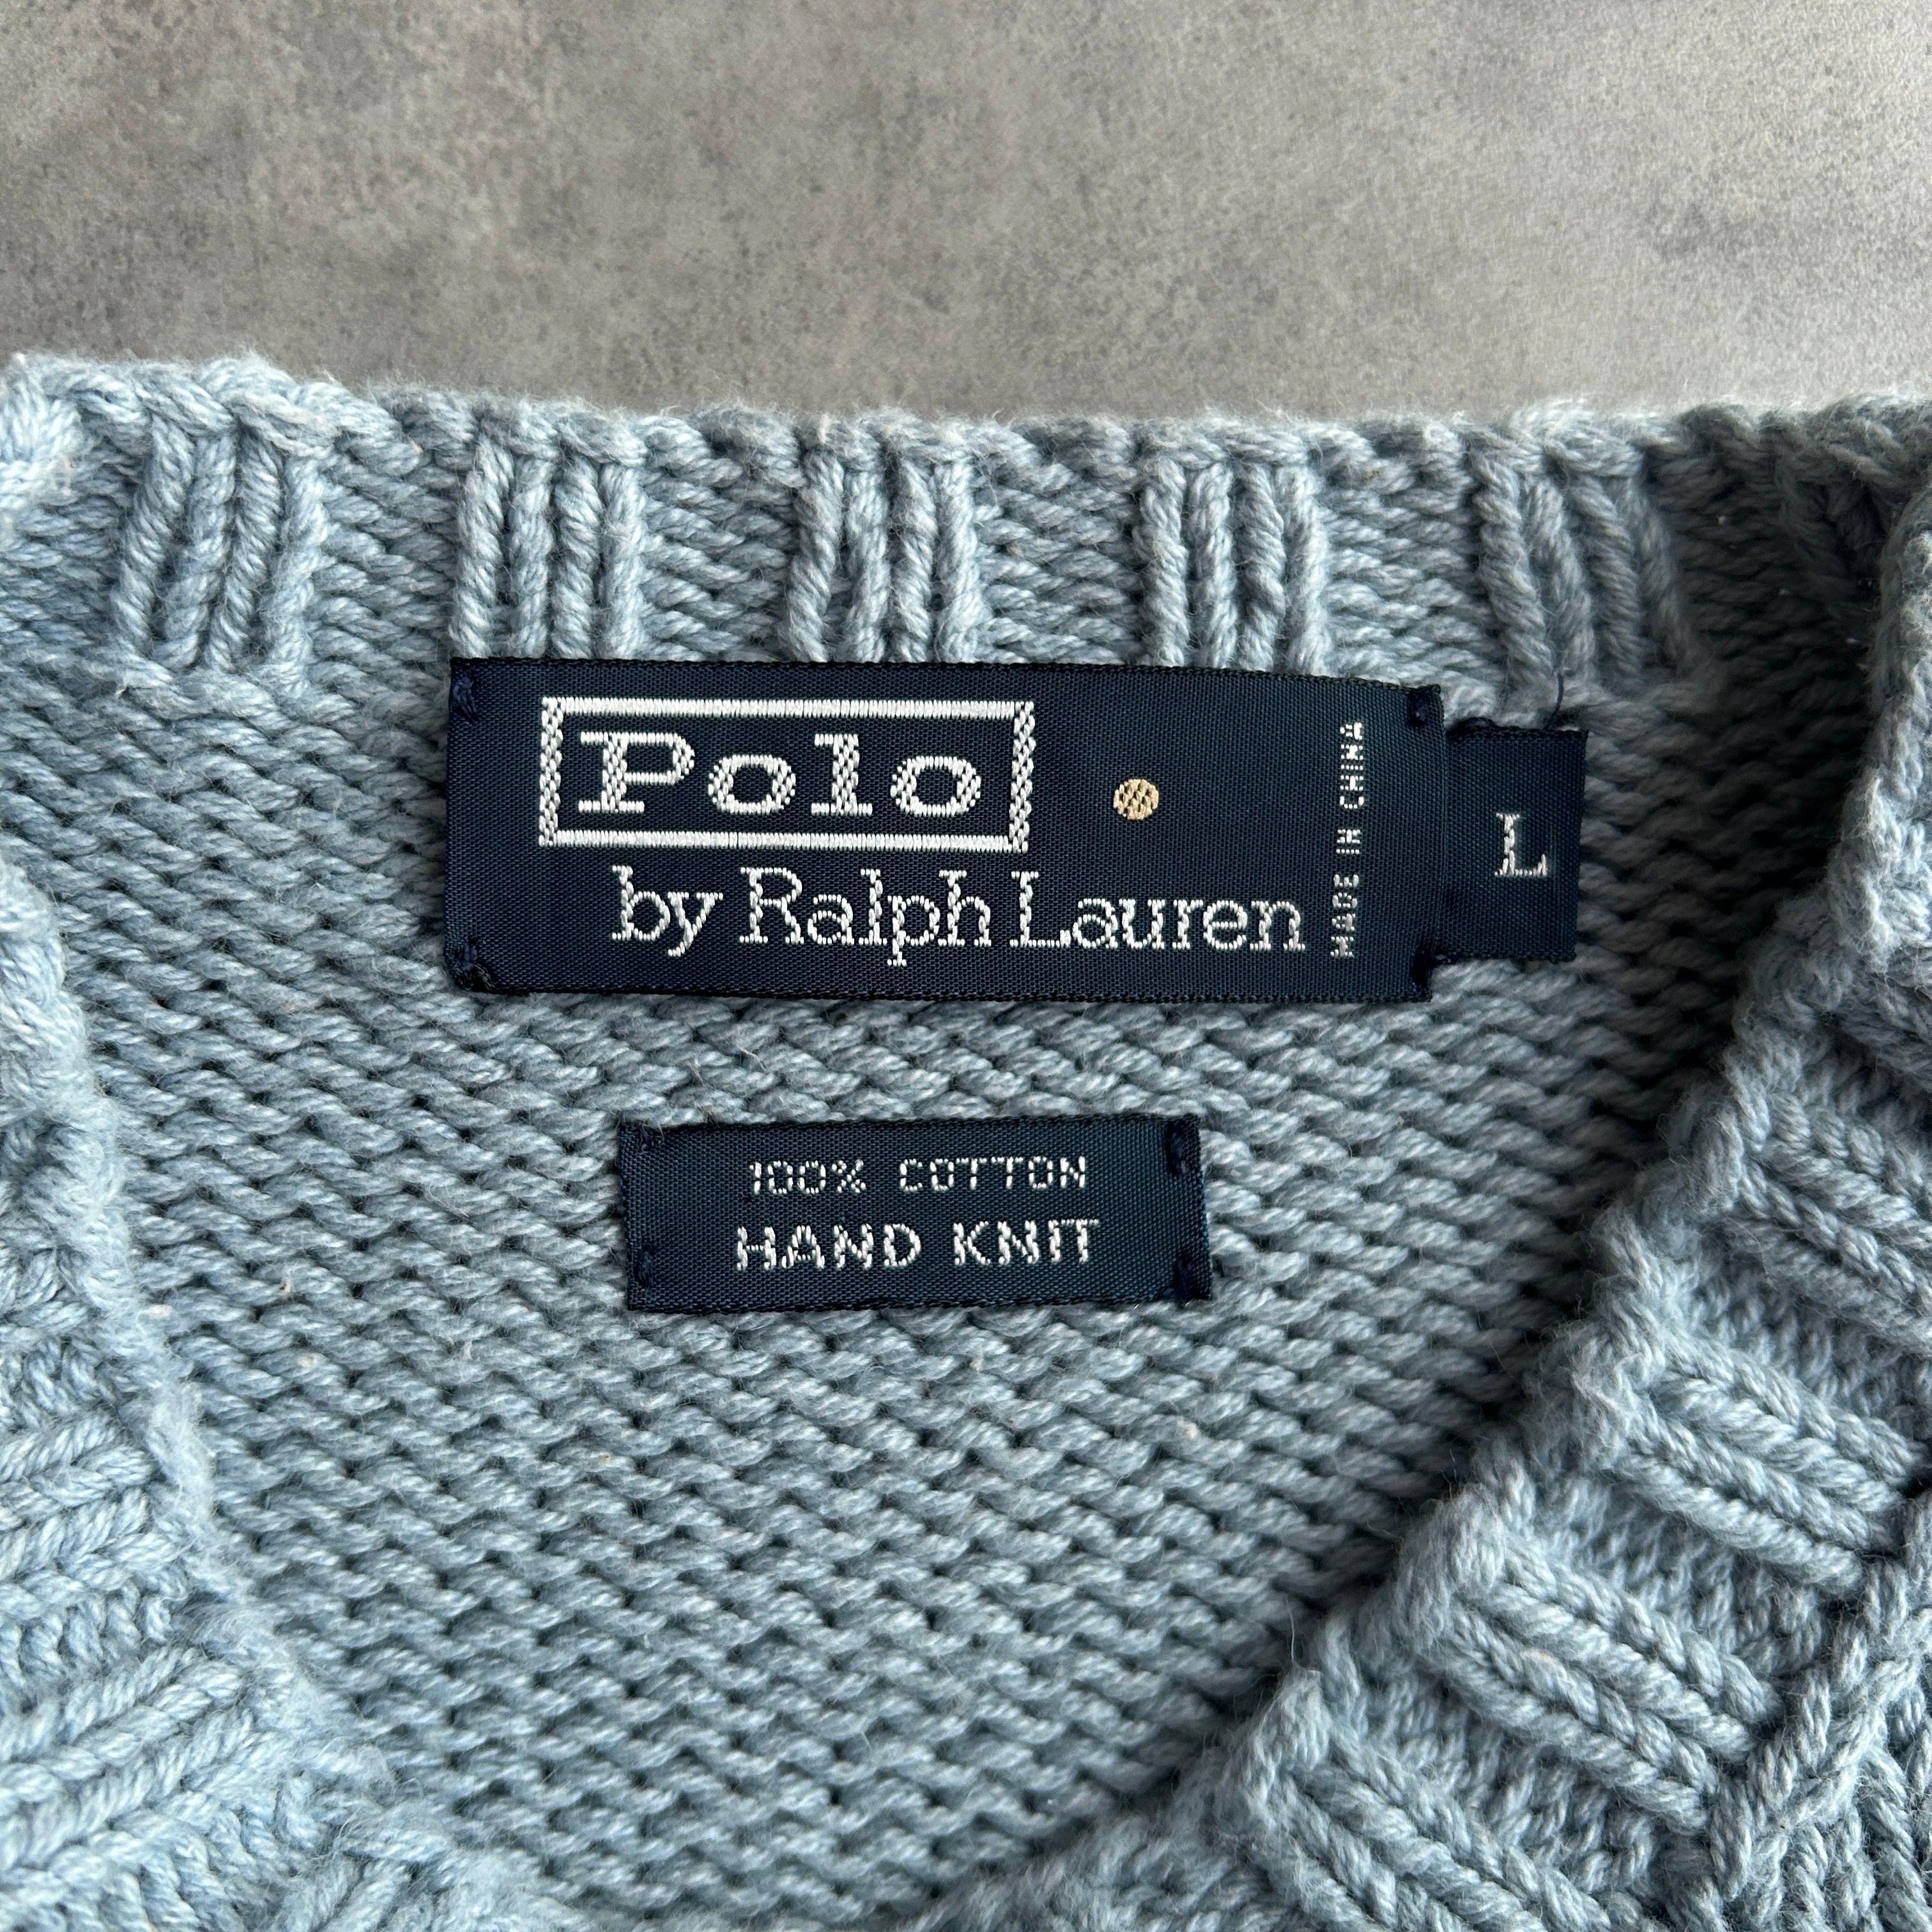 Polo
by Ralph Lauren
MADE IN CHINA
L
100% COTTON
HAND KNIT